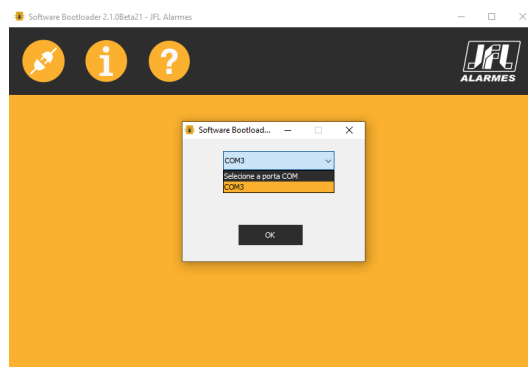 Software Bootloader 2.1.0Beta21 - JFL Alarmes
i
?
JFL
ALARMES
Software Bootload...
COM3
Selecione a porta COM
COM3
OK